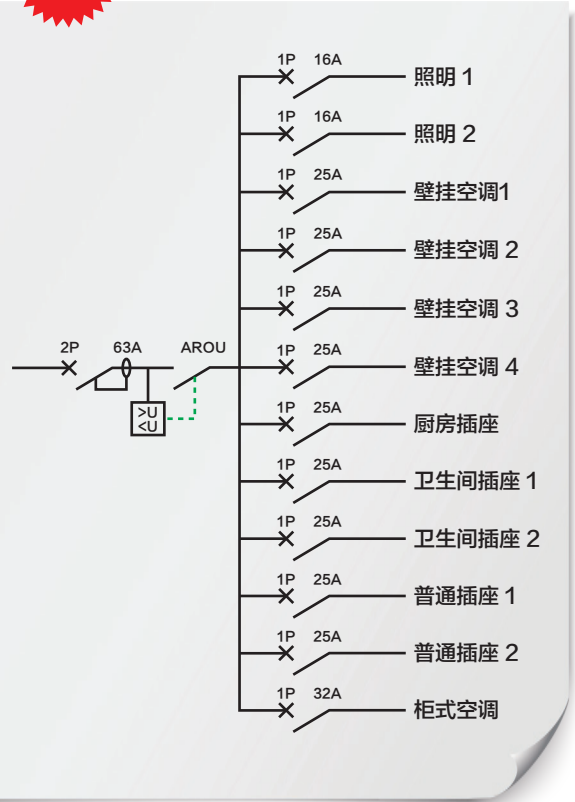 1P 16A
照明 1
1P 16A
照明 2
1P 25A
壁挂空调1
1P 25A
壁挂空调 2
1P 25A
壁挂空调 3
2P 63A AROU
1P 25A
壁挂空调 4
>U
<U
1P 25A
厨房插座
1P 25A
卫生间插座 1
1P 25A
卫生间插座 2
1P 25A
普通插座 1
1P 25A
普通插座 2
1P 32A
柜式空调